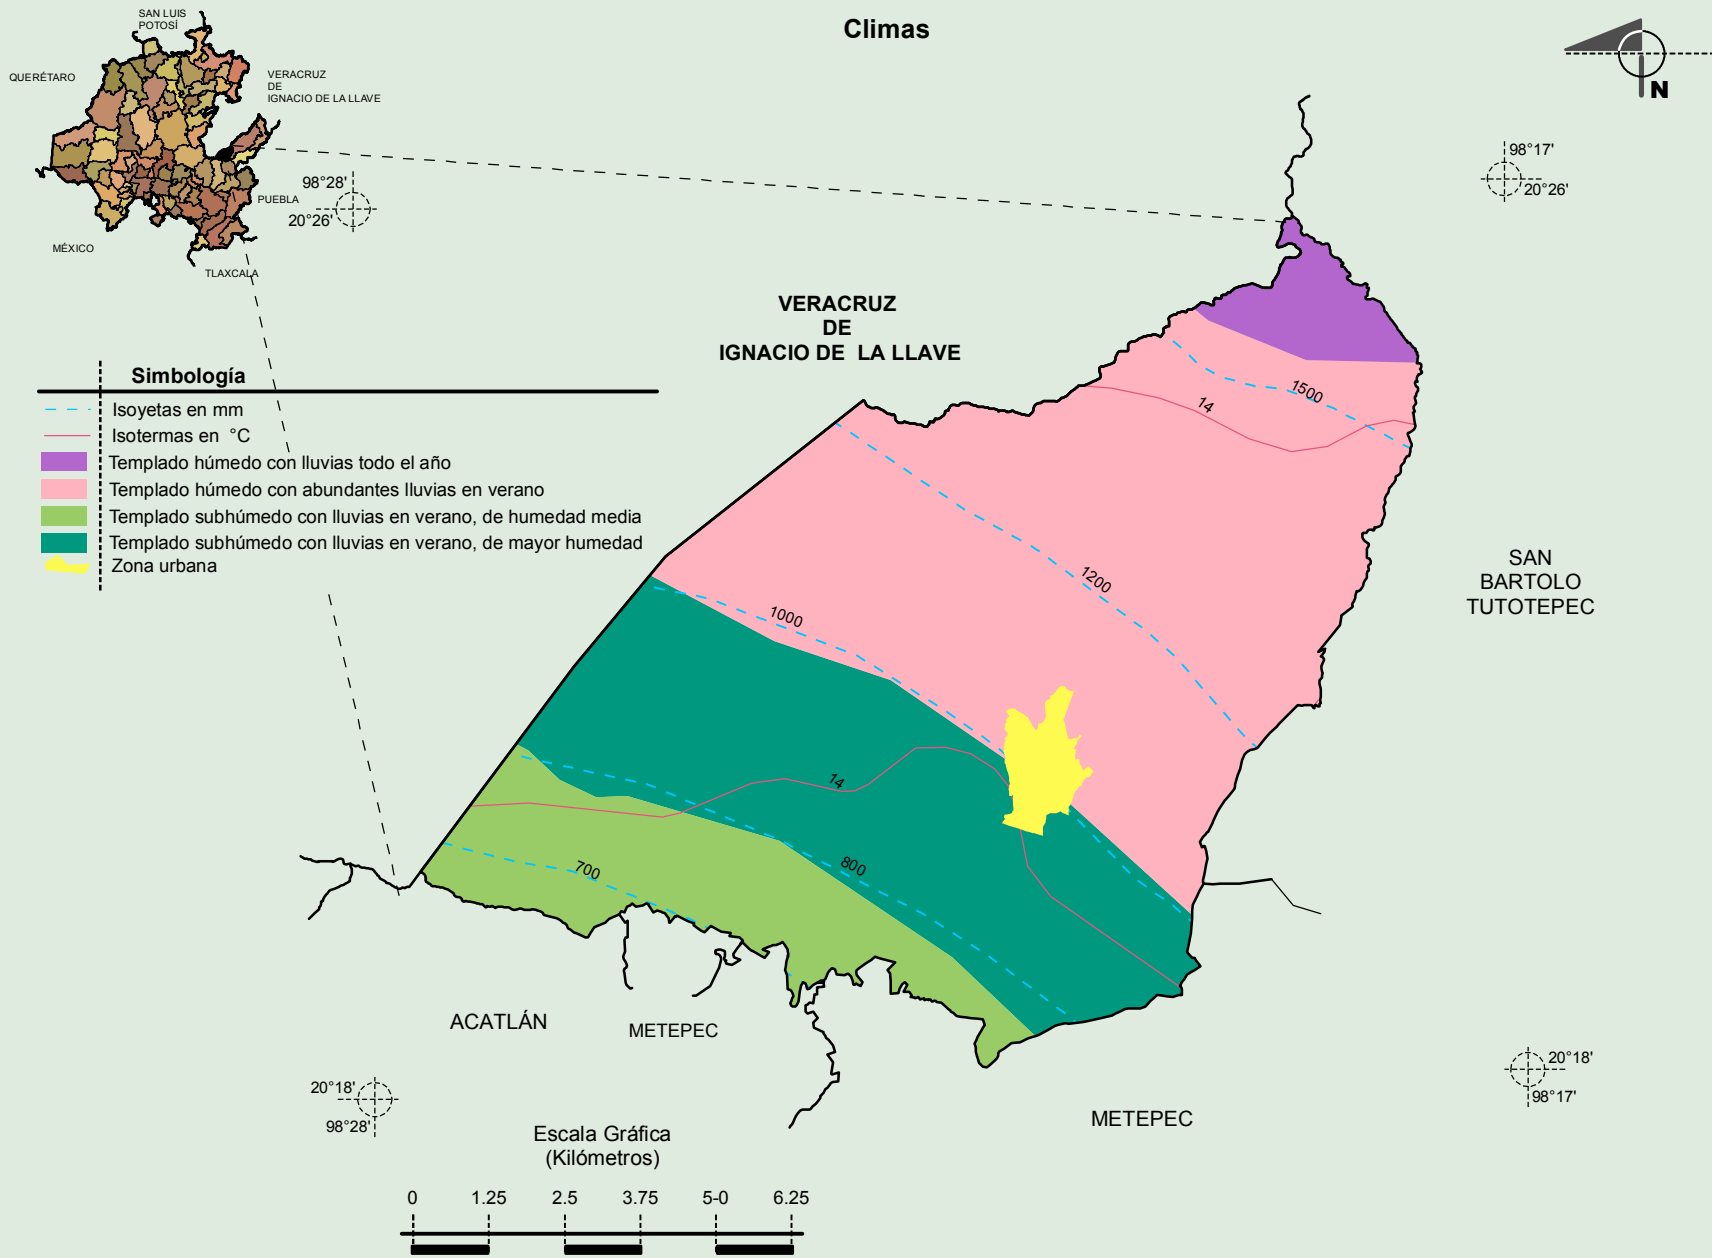 Climas
SAN LUIS
POTOSÍ
QUERÉTARO
VERACRUZ
DE
IGNACIO DE LA LLAVE
PUEBLA
MÉXICO
TLAXCALA
98°28'
20°26'
N
98°17'
20°26'
VERACRUZ
DE
IGNACIO DE LA LLAVE
Simbología
Isoyetas en mm
Isotermas en °C
Templado húmedo con lluvias todo el año
Templado húmedo con abundantes lluvias en verano
Templado subhúmedo con lluvias en verano, de humedad media
Templado subhúmedo con lluvias en verano, de mayor humedad
Zona urbana
1500
14
1200
1000
14
800
700
SAN
BARTOLO
TUTOTEPEC
ACATLÁN
METEPEC
METEPEC
20°18'
98°28'
20°18'
98°17'
Escala Gráfica
(Kilómetros)
0 1.25 2.5 3.75 5-0 6.25